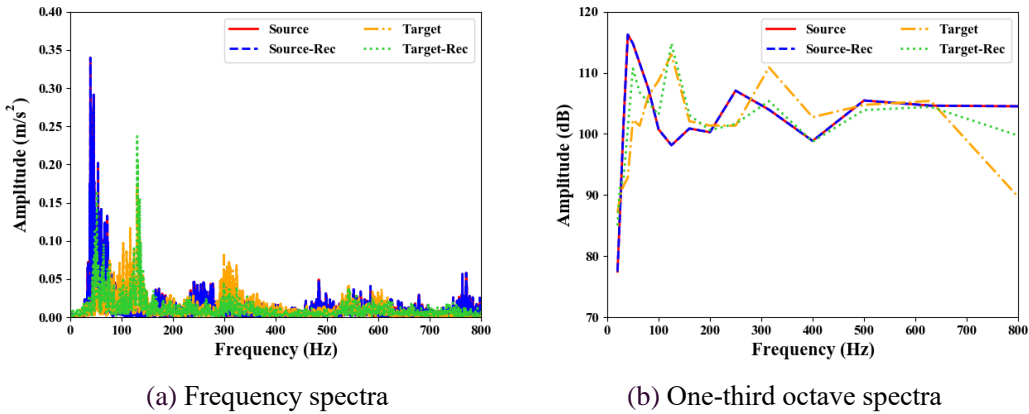 0.40
0.35
0.30
0.25
0.20
0.15
0.10
0.05
0.00
Amplitude (m/s²)
Source
Source-Rec
Target
Target-Rec
0 100 200 300 400 500 600 700 800
Frequency (Hz)
(a) Frequency spectra
120
110
100
90
80
70
Amplitude (dB)
Source
Source-Rec
Target
Target-Rec
0 100 200 300 400 500 600 700 800
Frequency (Hz)
(b) One-third octave spectra